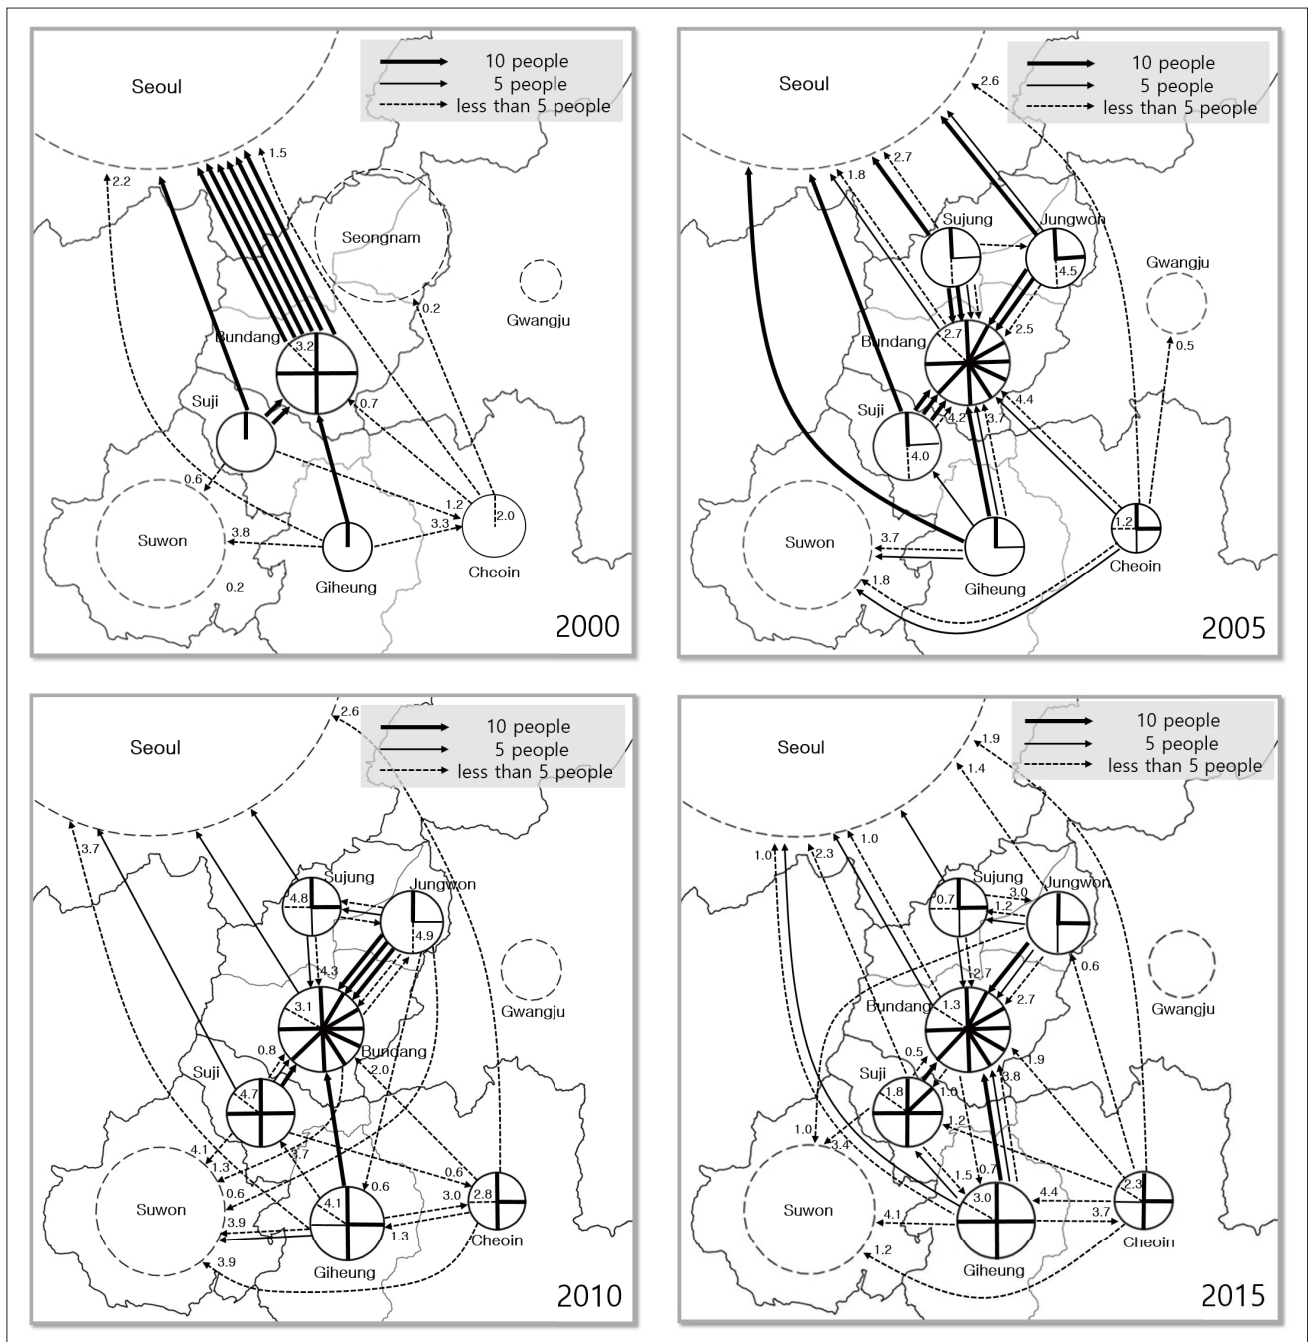 10 people
5 people
less than 5 people
Seoul
1.5
2.2
Seongnam
Gwangju
0.2
Bundang
3.2
Suji
0.7
0.6
1.2
2.0
3.3
3.8
Suwon
Giheung
Cheoin
0.2
2000
10 people
5 people
less than 5 people
Seoul
2.6
2.7
1.8
Sujung
Jungwon
Gwangju
4.5
0.5
2.5
2.7
Bundang
4.4
Suji
4.2
3.7
4.0
1.2
3.7
Suwon
Cheoin
1.8
Giheung
2005
2.6
10 people
5 people
less than 5 people
Seoul
3.7
Sujung
Jungwon
4.8
4.9
4.3
3.1
Gwangju
0.8
Bundang
2.0
Suji
4.7
4.1
3.7
1.3
0.6
0.6
0.6
3.0
2.8
4.1
Suwon
3.9
1.3
Cheoin
3.9
Giheung
2010
10 people
5 people
less than 5 people
Seoul
1.9
1.4
1.0
1.0
2.3
Sujung
Jungwon
3.0
0.7
1.2
0.6
2.7
2.7
Bundang
1.3
Gwangju
0.5
1.9
3.8
Suji
1.8
1.0
1.2
1.0
3.4
1.5
0.7
2.3
3.0
4.4
Suwon
4.1
3.7
1.2
Cheoin
Giheung
2015